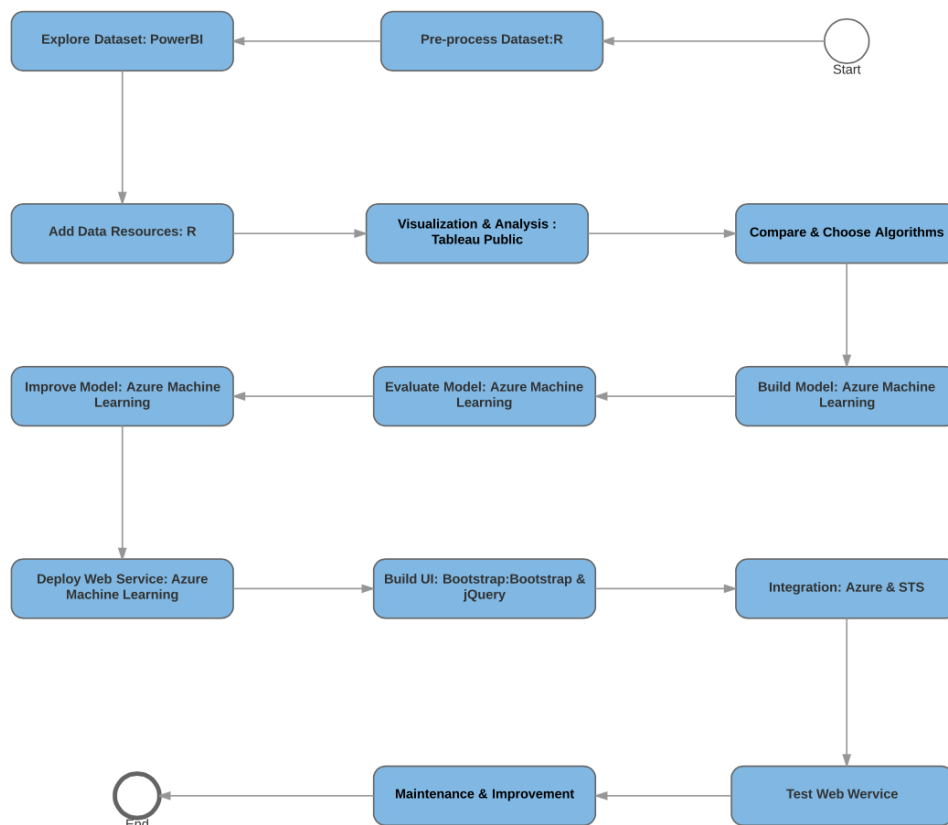 Explore Dataset: PowerBI
Pre-process Dataset:R
Start
Add Data Resources: R
Visualization & Analysis :
Tableau Public
Compare & Choose Algorithms
Improve Model: Azure Machine
Learning
Evaluate Model: Azure Machine
Learning
Build Model: Azure Machine
Learning
Deploy Web Service: Azure
Machine Learning
Build UI: Bootstrap:Bootstrap &
jQuery
Integration: Azure & STS
End
Maintenance & Improvement
Test Web Wervice